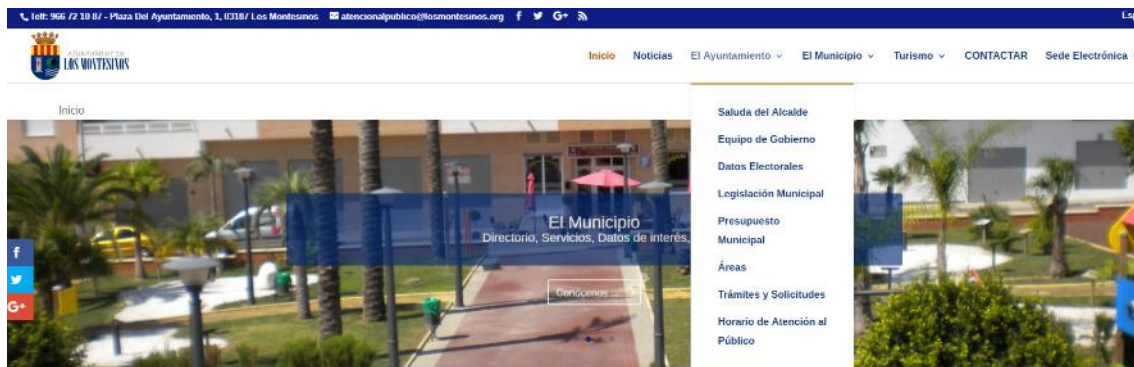 Telf: 966 72 10 87 - Plaza Del Ayuntamiento, 1, 03187 Los Montesinos atencionalpublico@losmontesinos.org
AYUNTAMIENTO DE
LOS MONTESINOS
Inicio Noticias El Ayuntamiento El Municipio Turismo CONTACTAR Sede Electrónica
Inicio
Saluda del Alcalde
Equipo de Gobierno
Datos Electorales
Legislación Municipal
Presupuesto
Municipal
Áreas
Trámites y Solicitudes
Horario de Atención al
Público
El Municipio
Directorio, Servicios, Datos de interés,
Conócenos